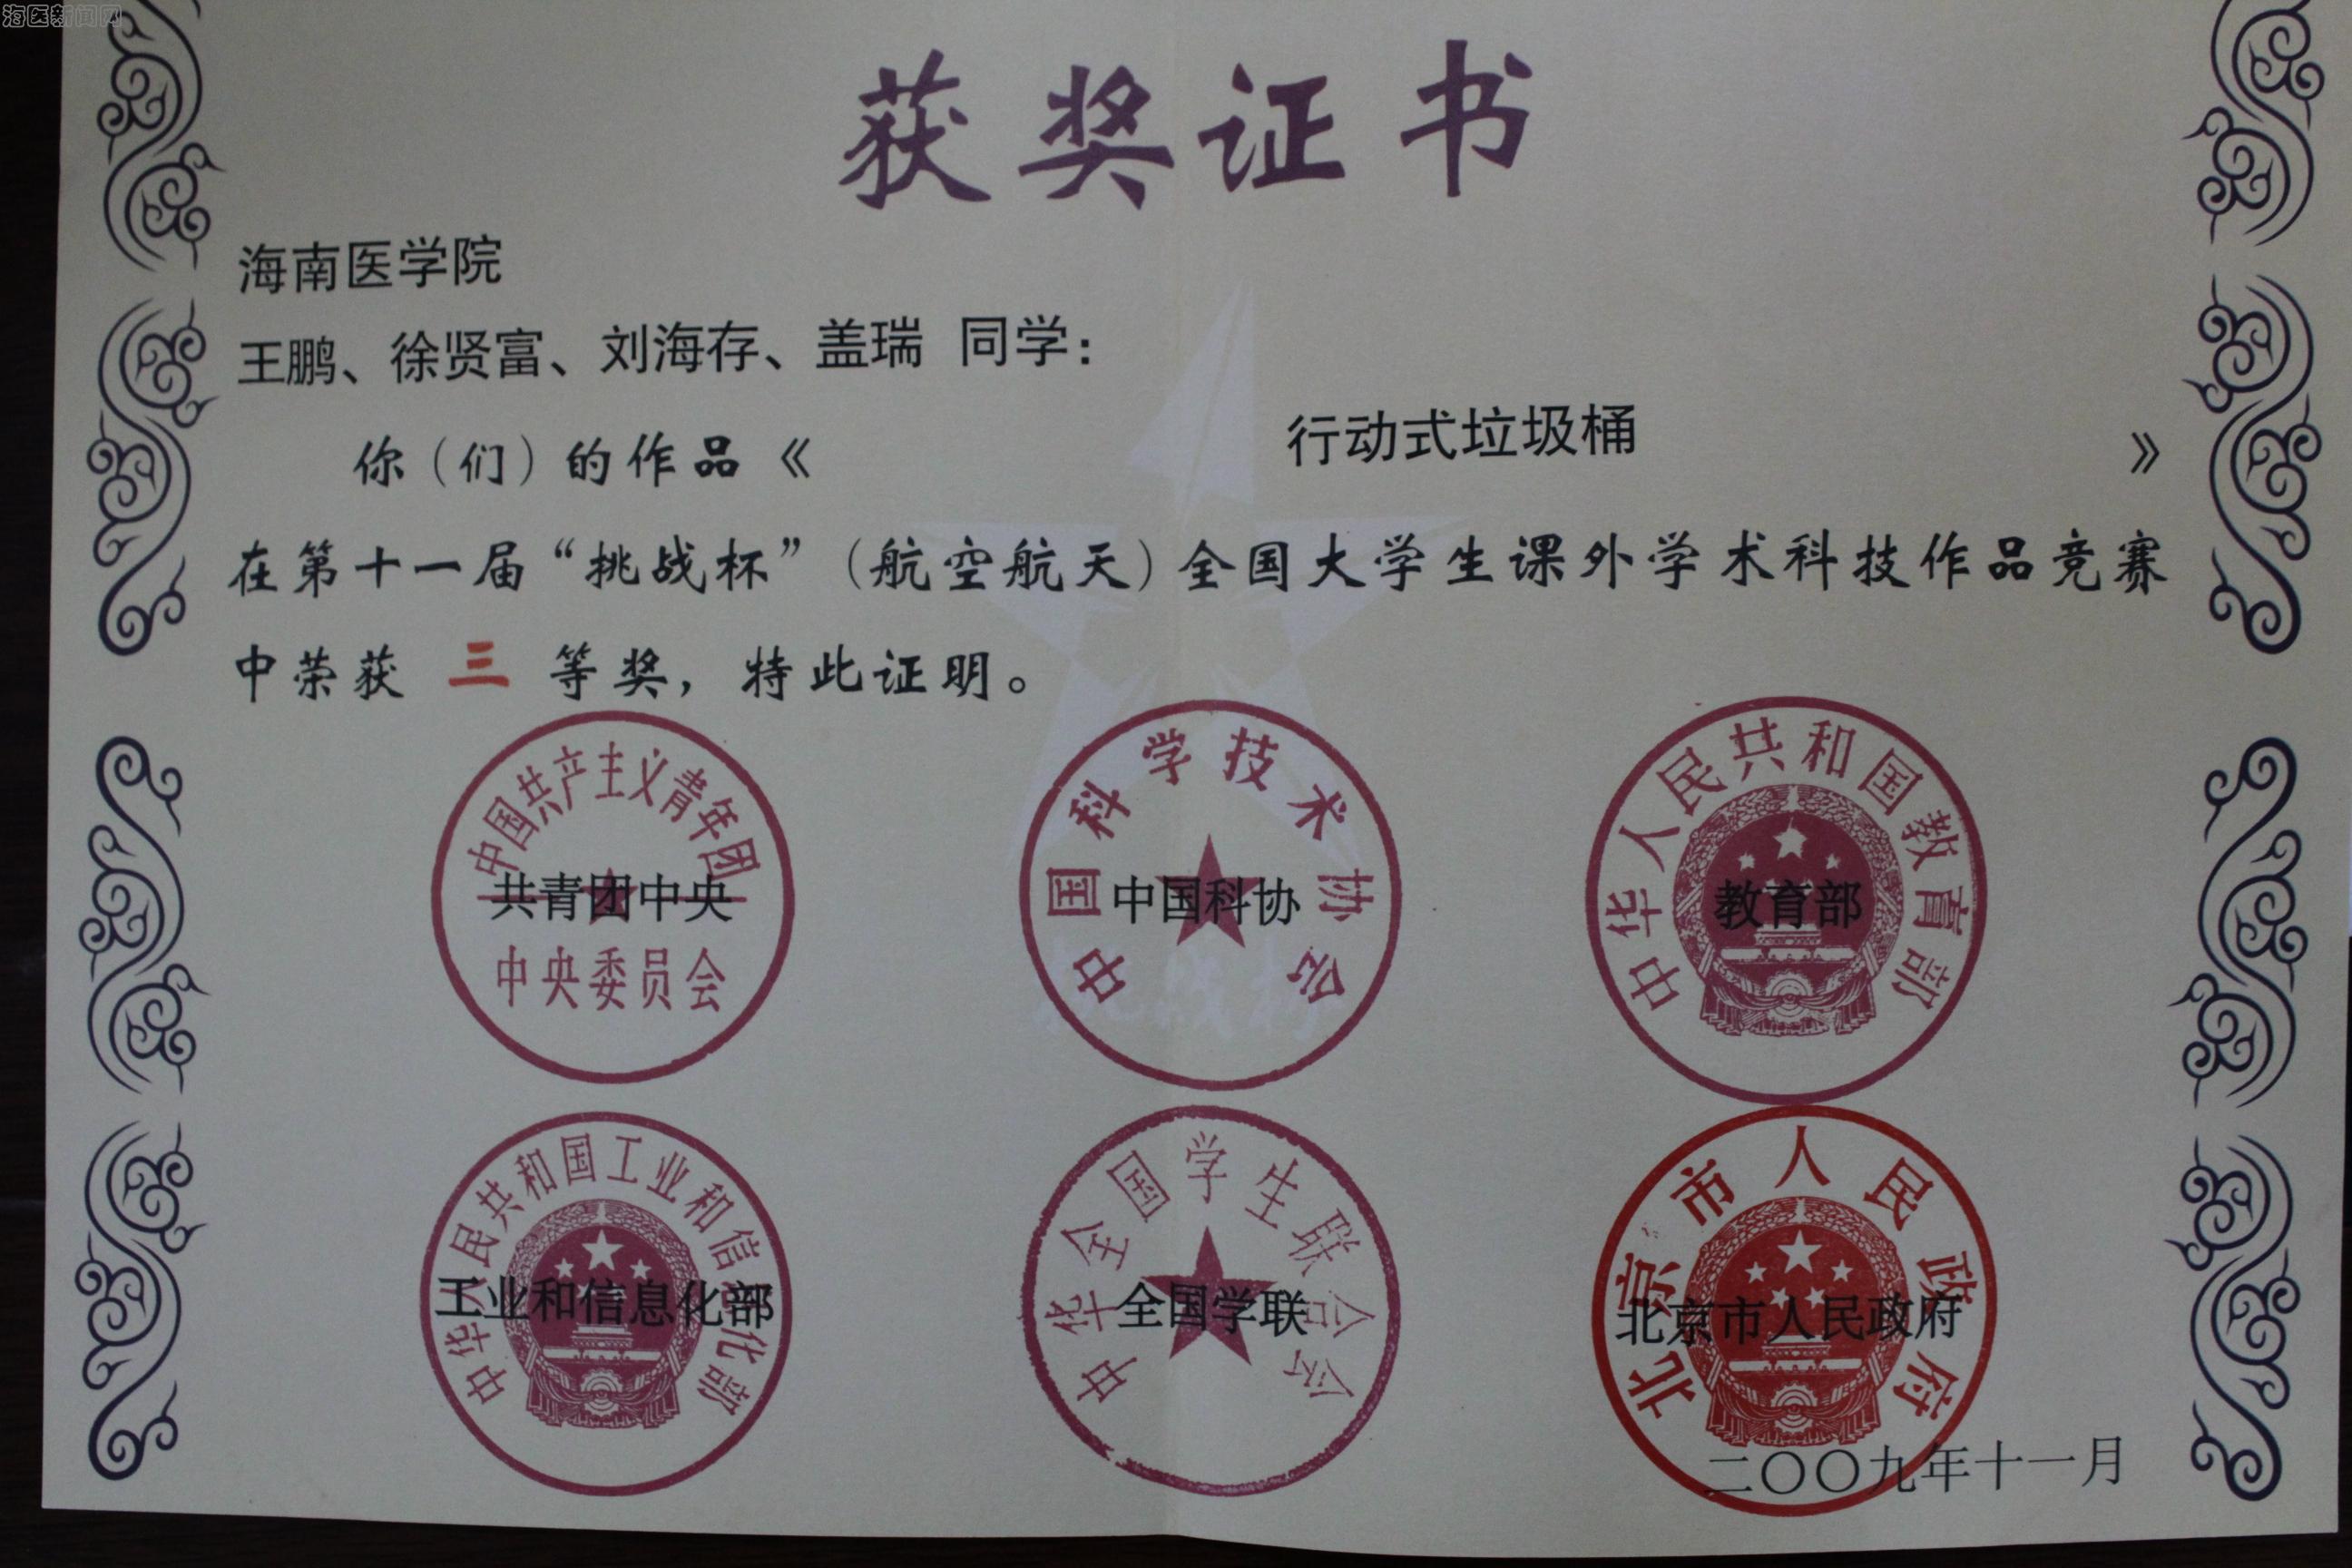 海医新闻网
获奖证书
海南医学院
王鹏、徐贤富、刘海存、盖瑞 同学：
你（们）的作品《 行动式垃圾桶 》
在第十一届“挑战杯”（航空航天）全国大学生课外学术科技作品竞赛
中荣获 三 等奖，特此证明。
中国共产主义青年团
共青团中央
中央委员会
中国科学技术协会
中国科协
中华人民共和国教育部
教育部
挑战杯
中华人民共和国工业和信息化部
工业和信息化部
中华全国学生联合会
全国学联
北京市人民政府
北京市人民政府
二〇〇九年十一月